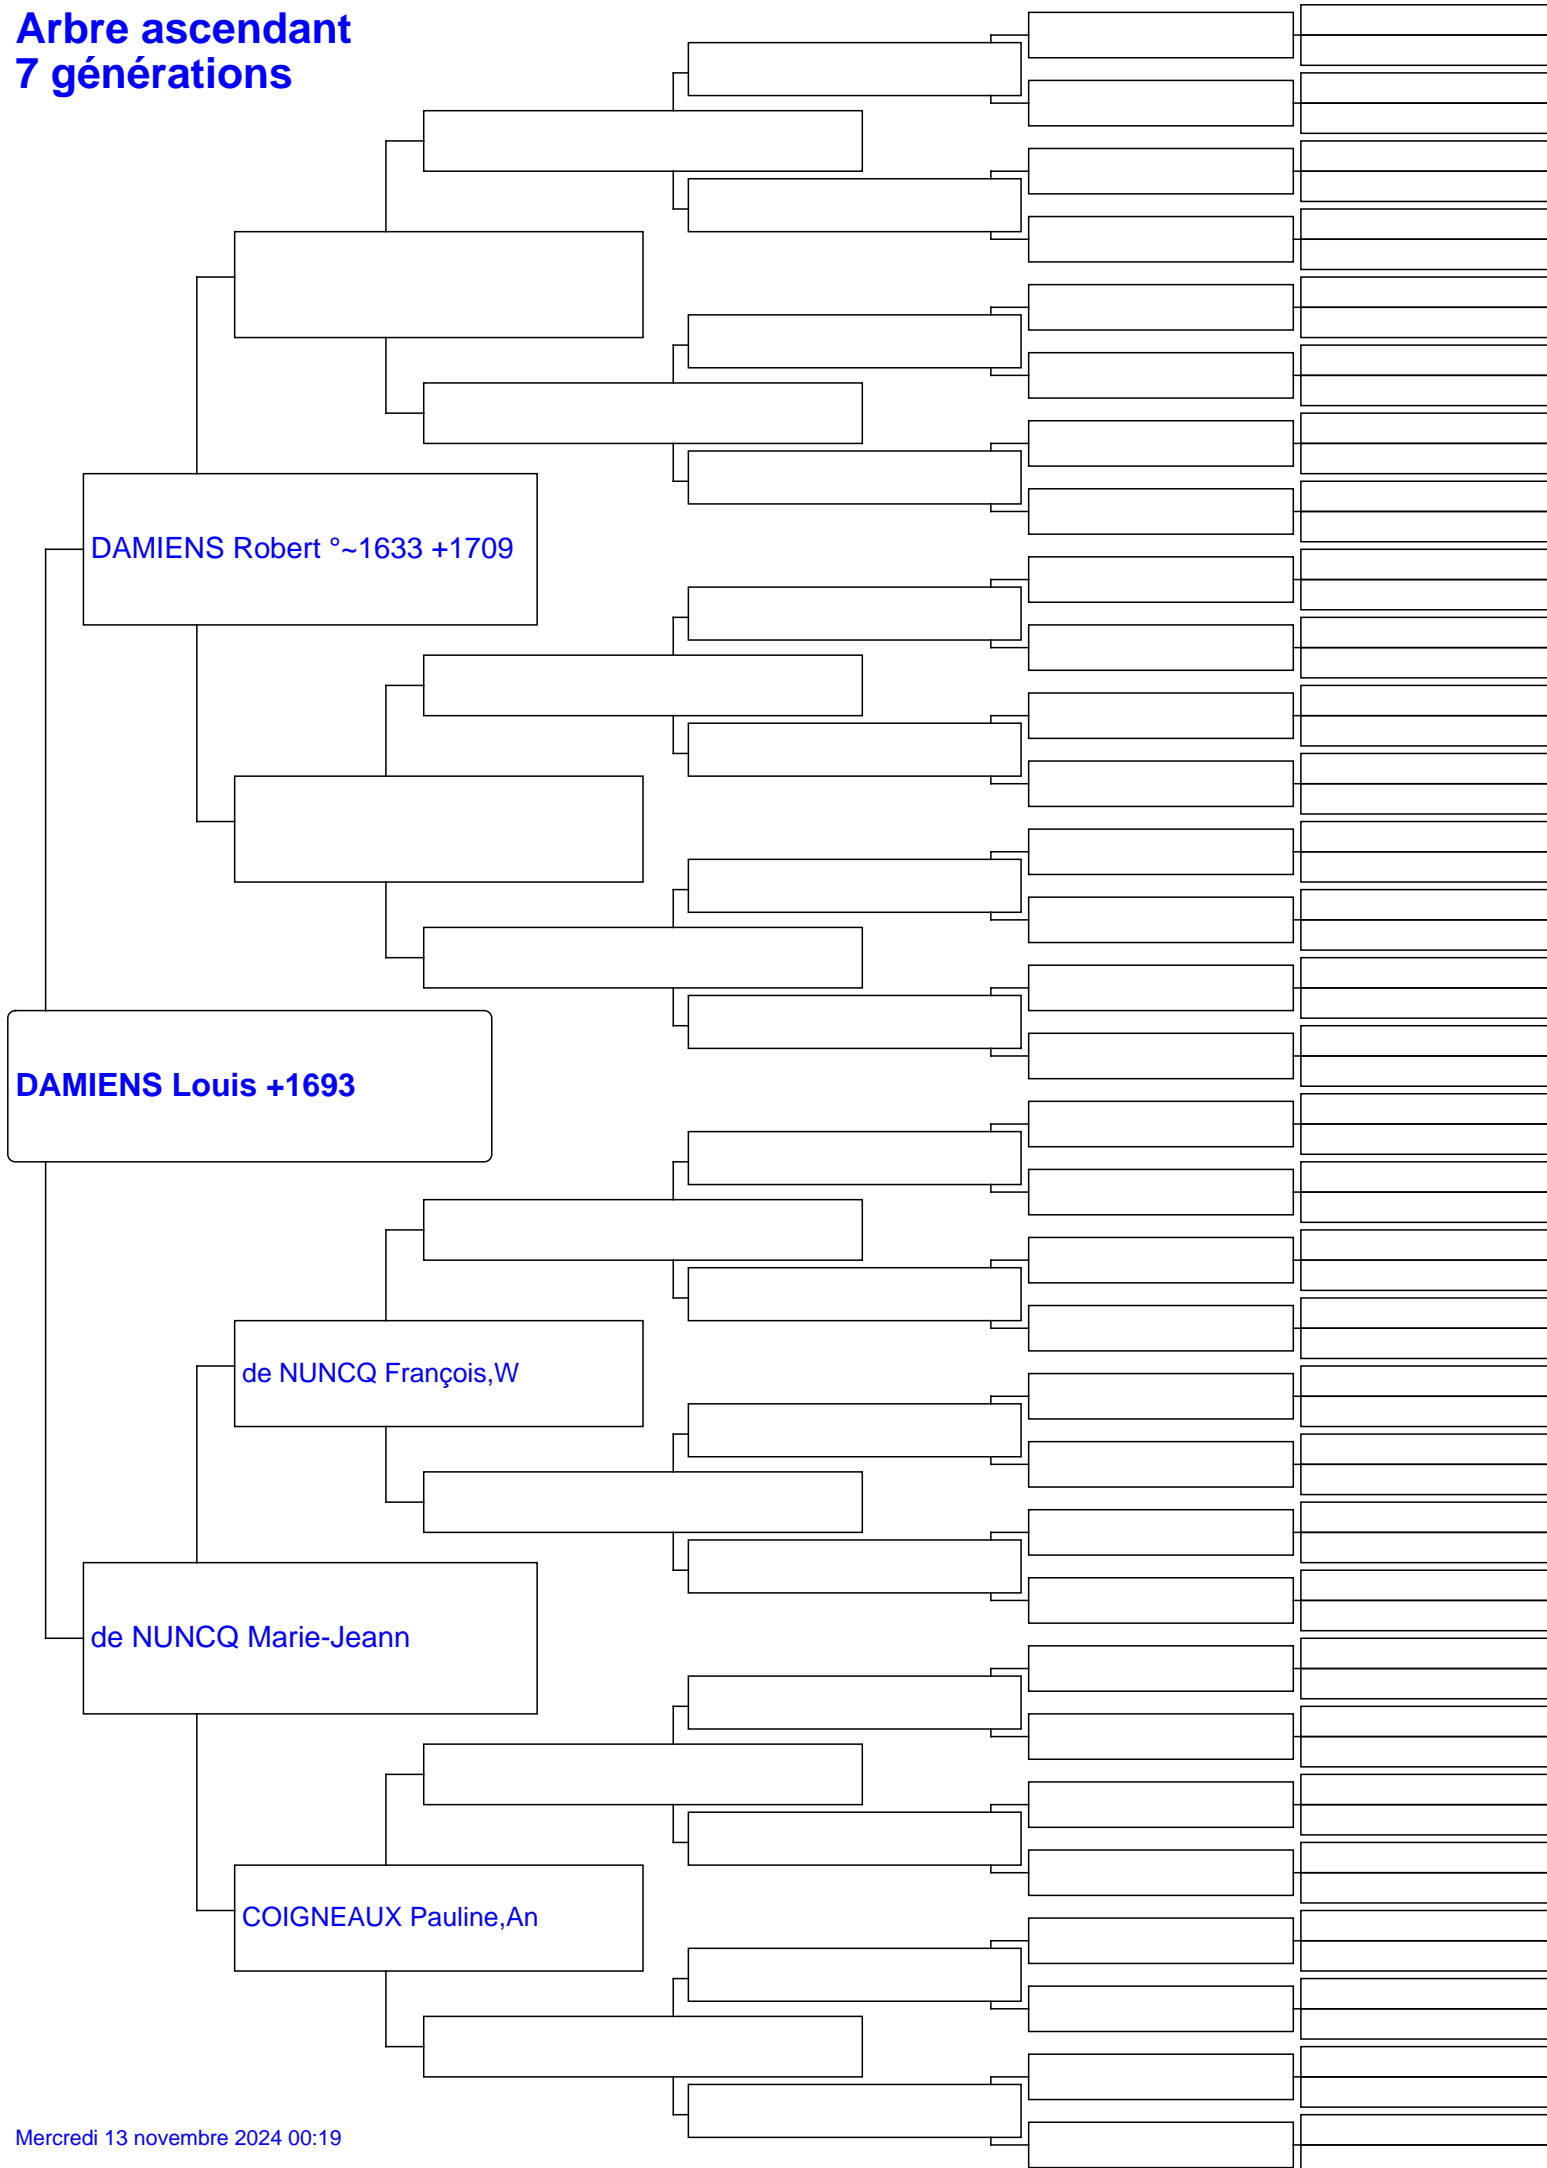 Arbre ascendant
7 générations
DAMIENS Robert °~1633 +1709
DAMIENS Louis +1693
de NUNCQ François,W
de NUNCQ Marie-Jeann
COIGNEAUX Pauline,An
Mercredi 13 novembre 2024 00:19